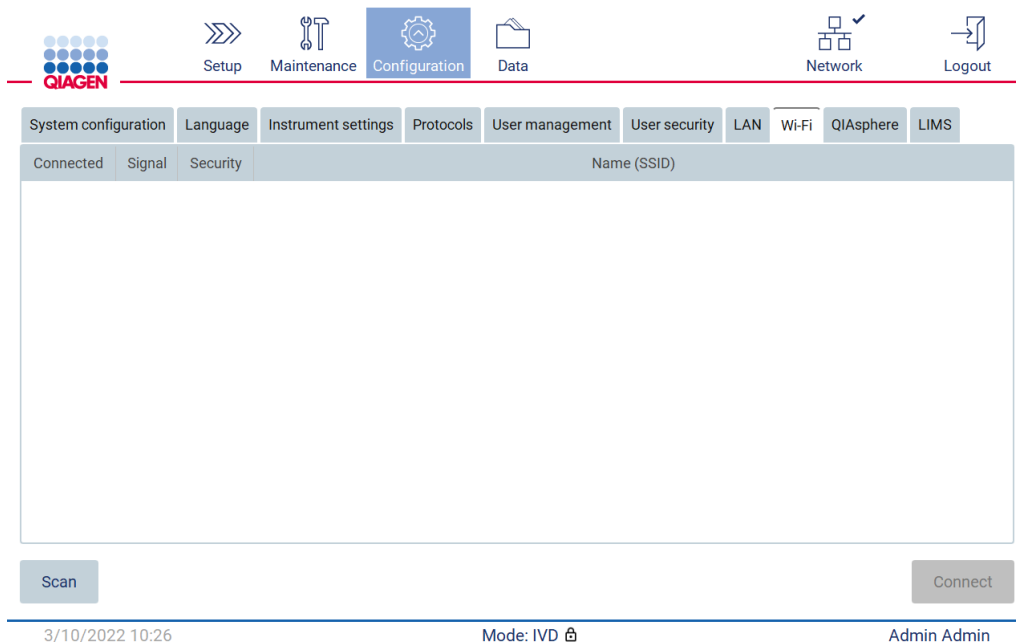 QIAGEN
Setup Maintenance Configuration Data Network Logout
System configuration Language Instrument settings Protocols User management User security LAN Wi-Fi QIAsphere LIMS
Connected Signal Security Name (SSID)
Scan Connect
3/10/2022 10:26 Mode: IVD Admin Admin